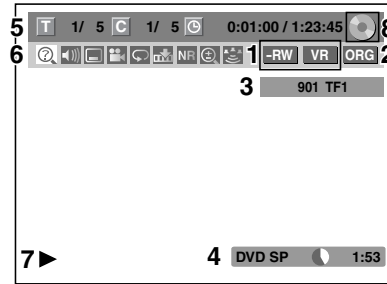 5 T 1/ 5 C 1/ 5 0:01:00 / 1:23:45 8
6 NR 1 -RW VR ORG 2
3 901 TF1
7 4 DVD SP 1:53